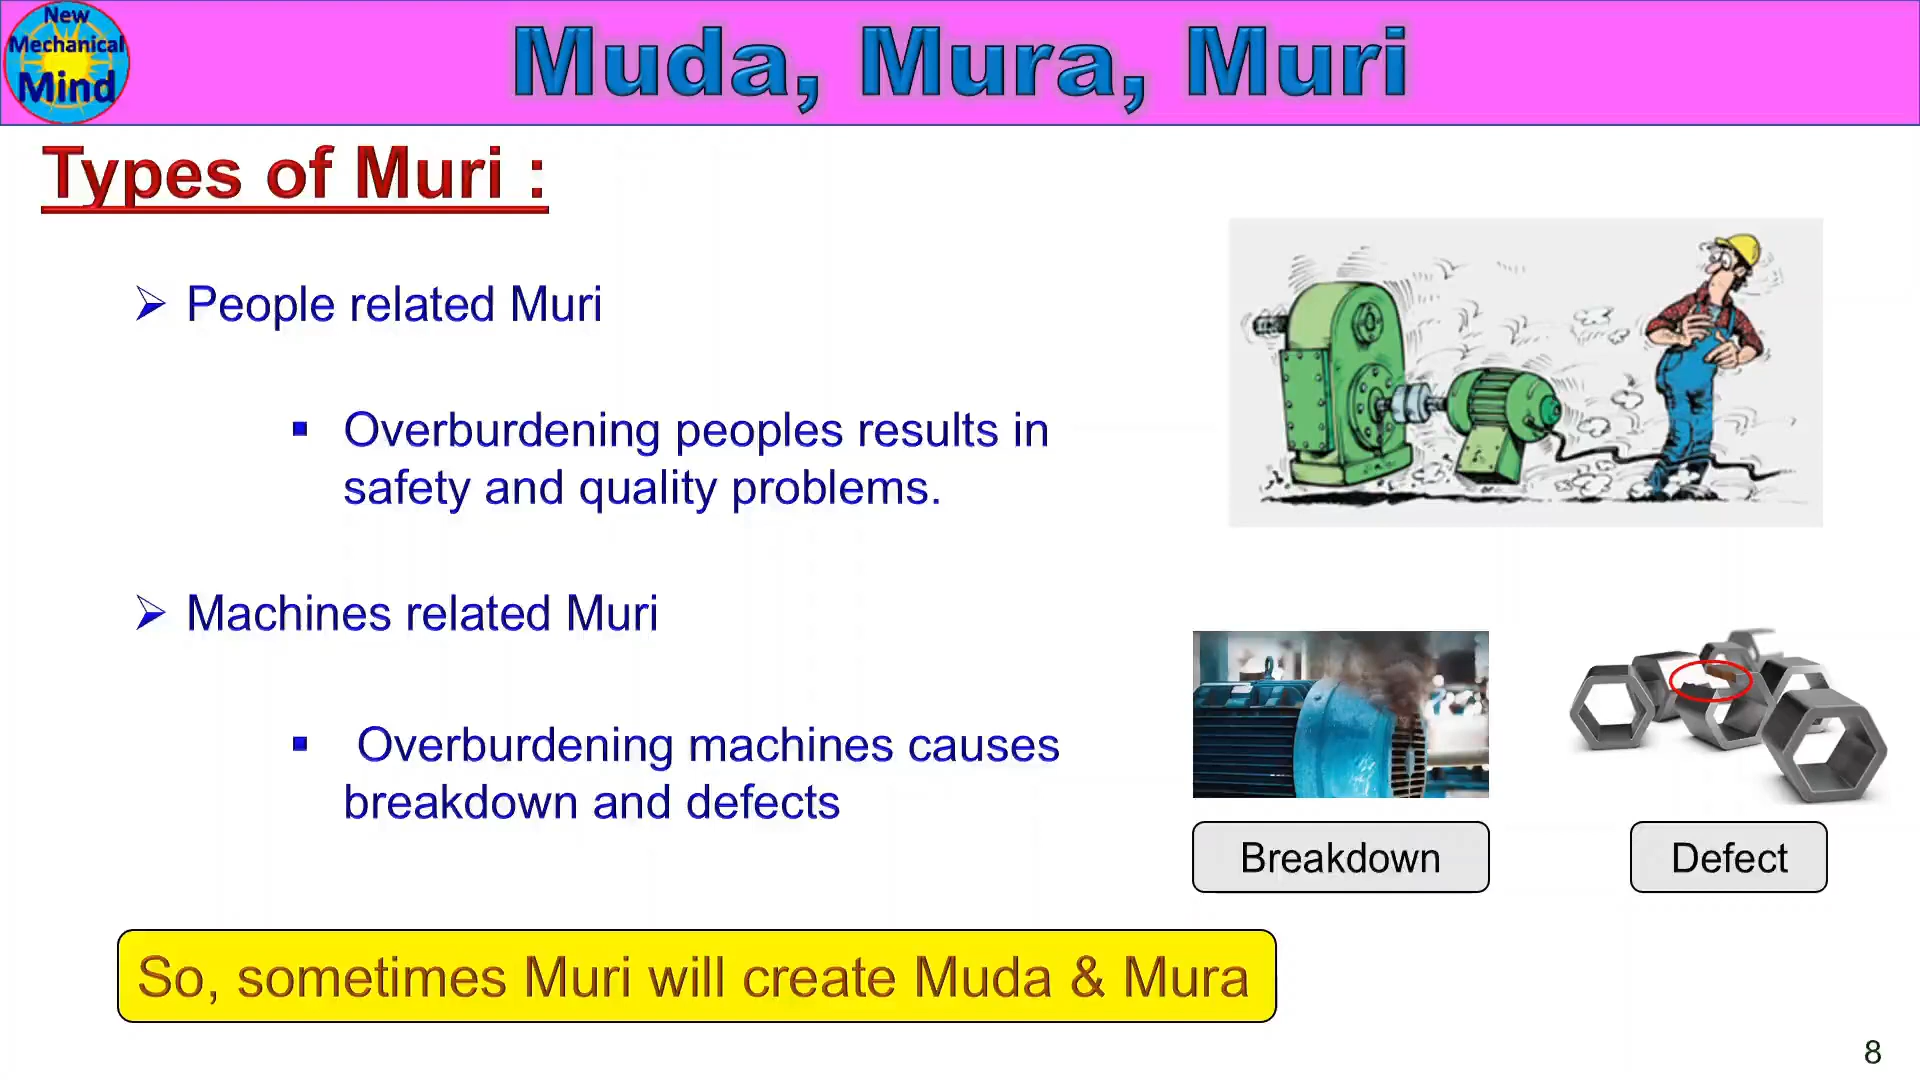 New
Mechanical
Mind
Muda, Mura, Muri
Types of Muri :
➢ People related Muri
▪ Overburdening peoples results in
safety and quality problems.
➢ Machines related Muri
▪ Overburdening machines causes
breakdown and defects
Breakdown
Defect
So, sometimes Muri will create Muda & Mura
8